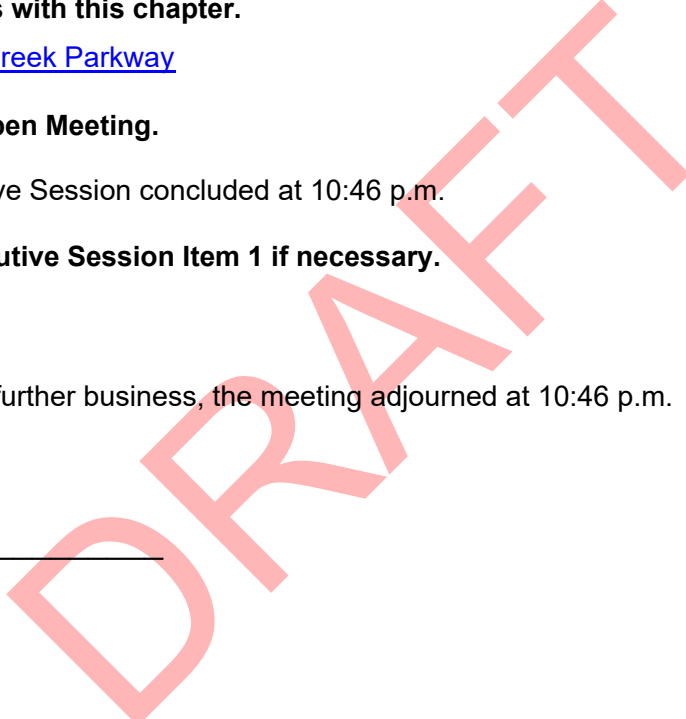 s with this chapter.
reek Parkway
pen Meeting.
ve Session concluded at 10:46 p.m.
utive Session Item 1 if necessary.
further business, the meeting adjourned at 10:46 p.m.
DRAFT